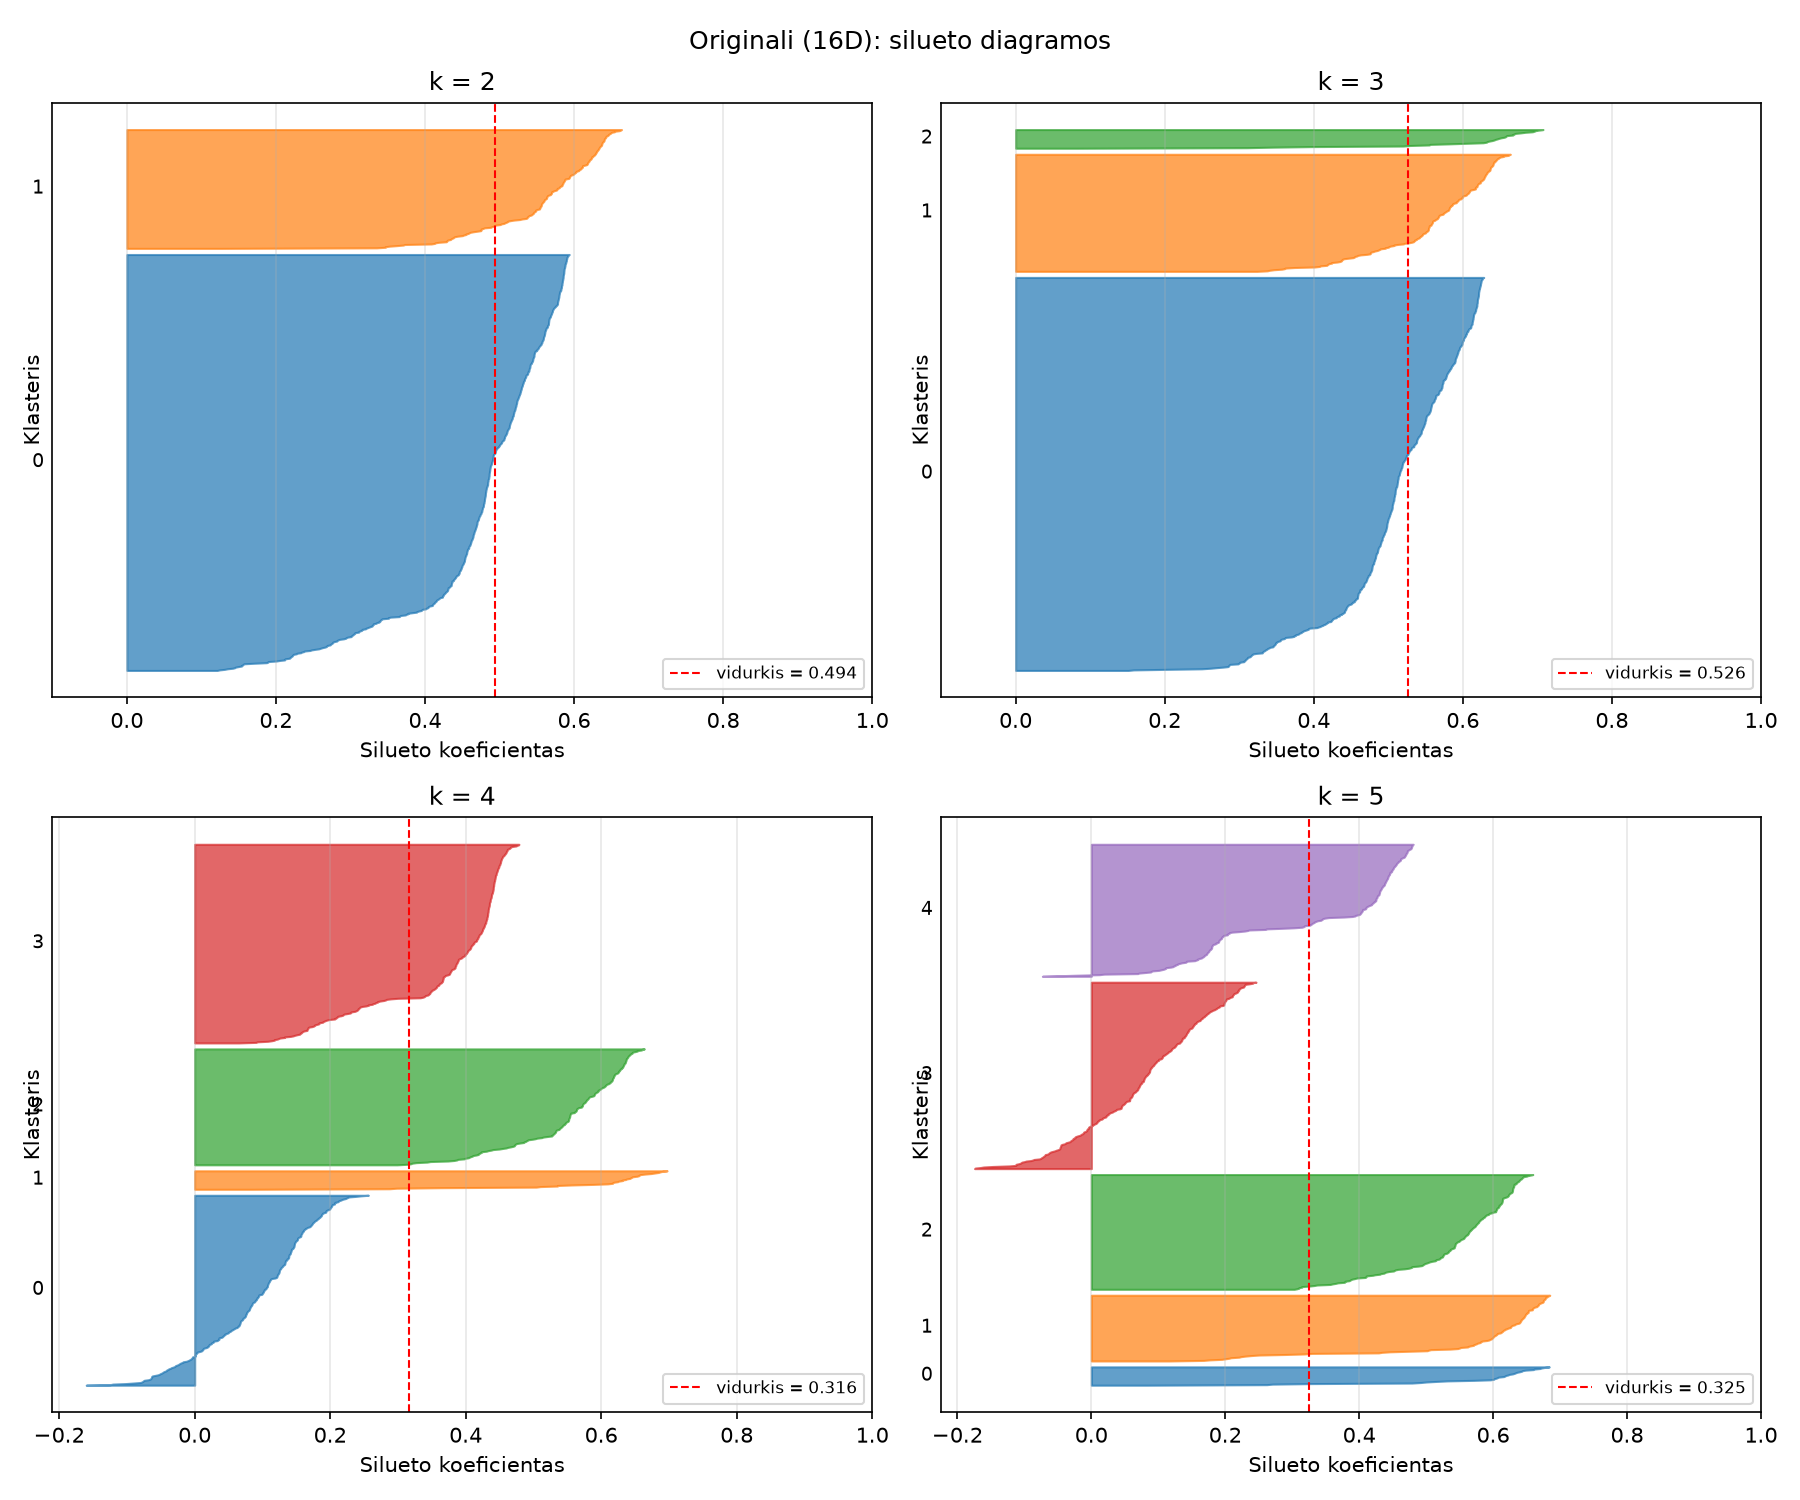 Originali (16D): silueto diagramos
k = 2
1
Klasteris
0
vidurkis = 0.494
0.0 0.2 0.4 0.6 0.8 1.0
Silueto koeficientas
k = 3
2
1
Klasteris
0
vidurkis = 0.526
0.0 0.2 0.4 0.6 0.8 1.0
Silueto koeficientas
k = 4
3
Klasteris
2
1
0
vidurkis = 0.316
−0.2 0.0 0.2 0.4 0.6 0.8 1.0
Silueto koeficientas
k = 5
4
3
Klasteris
2
1
0
vidurkis = 0.325
−0.2 0.0 0.2 0.4 0.6 0.8 1.0
Silueto koeficientas